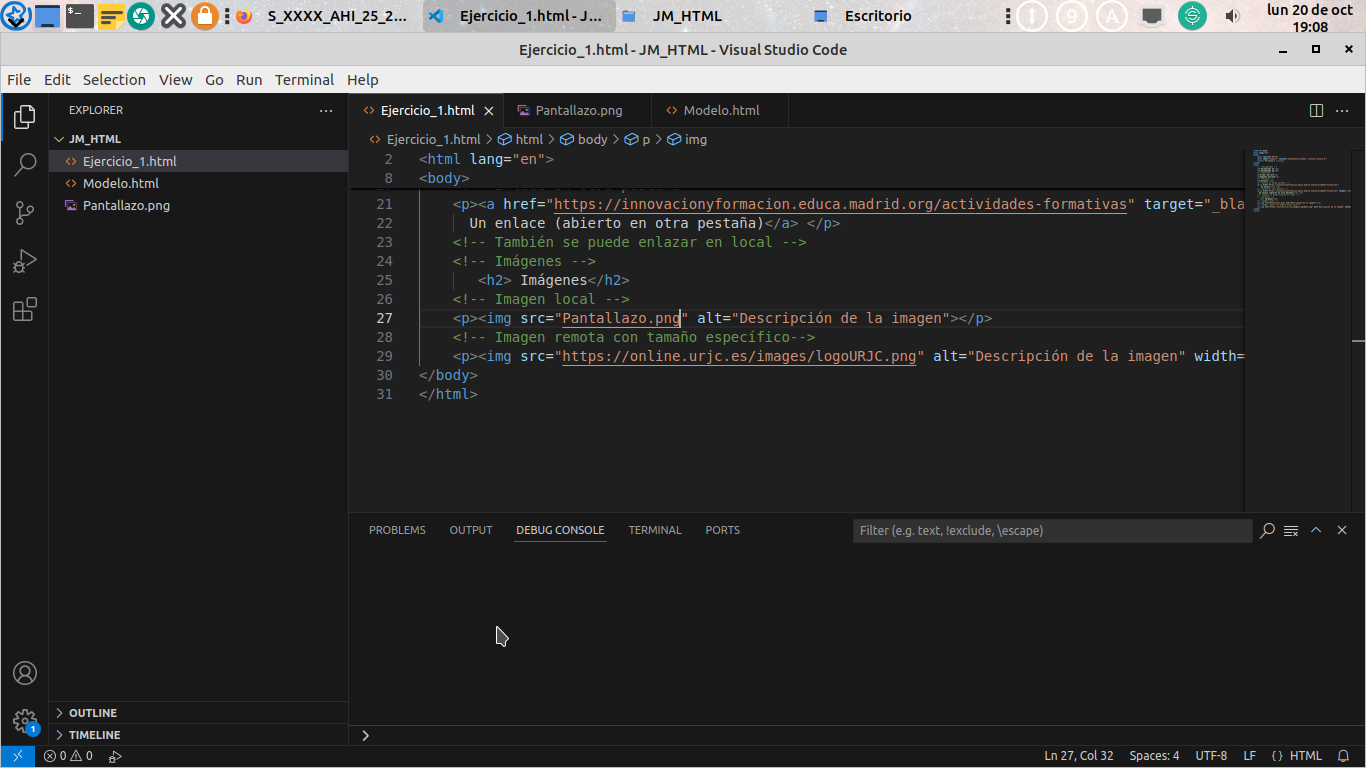 S_XXXX_AHI_25_2...
Ejercicio_1.html - J...
JM_HTML
Escritorio
9
A
lun 20 de oct
19:08
Ejercicio_1.html - JM_HTML - Visual Studio Code
File Edit Selection View Go Run Terminal Help
EXPLORER
JM_HTML
Ejercicio_1.html
Modelo.html
Pantallazo.png
OUTLINE
TIMELINE
1
Ejercicio_1.html
Pantallazo.png
Modelo.html
Ejercicio_1.html > html > body > p > img
2 <html lang="en">
8 <body>
21 <p><a href="https://innovacionyformacion.educa.madrid.org/actividades-formativas" target="_bla
22 Un enlace (abierto en otra pestaña)</a> </p>
23 <!-- También se puede enlazar en local -->
24 <!-- Imágenes -->
25 <h2> Imágenes</h2>
26 <!-- Imagen local -->
27 <p><img src="Pantallazo.png" alt="Descripción de la imagen"></p>
28 <!-- Imagen remota con tamaño específico-->
29 <p><img src="https://online.urjc.es/images/logoURJC.png" alt="Descripción de la imagen" width=
30 </body>
31 </html>
PROBLEMS OUTPUT DEBUG CONSOLE TERMINAL PORTS
Filter (e.g. text, !exclude, \escape)
0 0
Ln 27, Col 32 Spaces: 4 UTF-8 LF { } HTML